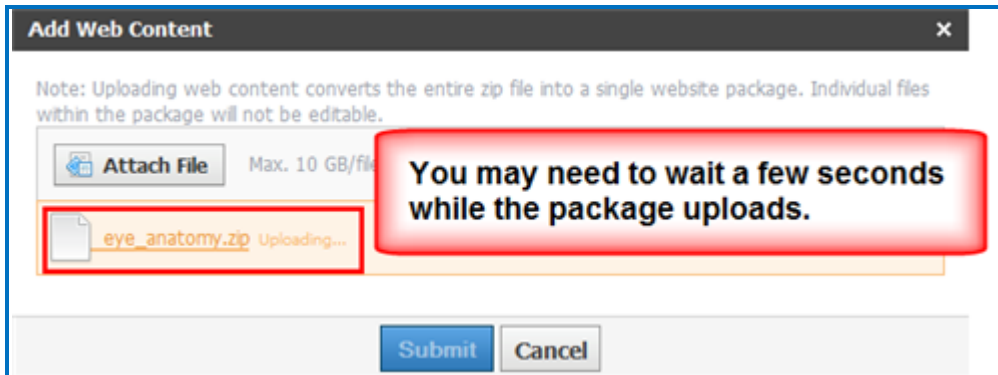 Add Web Content ×
Note: Uploading web content converts the entire zip file into a single website package. Individual files
within the package will not be editable.
Attach File Max. 10 GB/file
You may need to wait a few seconds
while the package uploads.
eye_anatomy.zip Uploading...
Submit Cancel